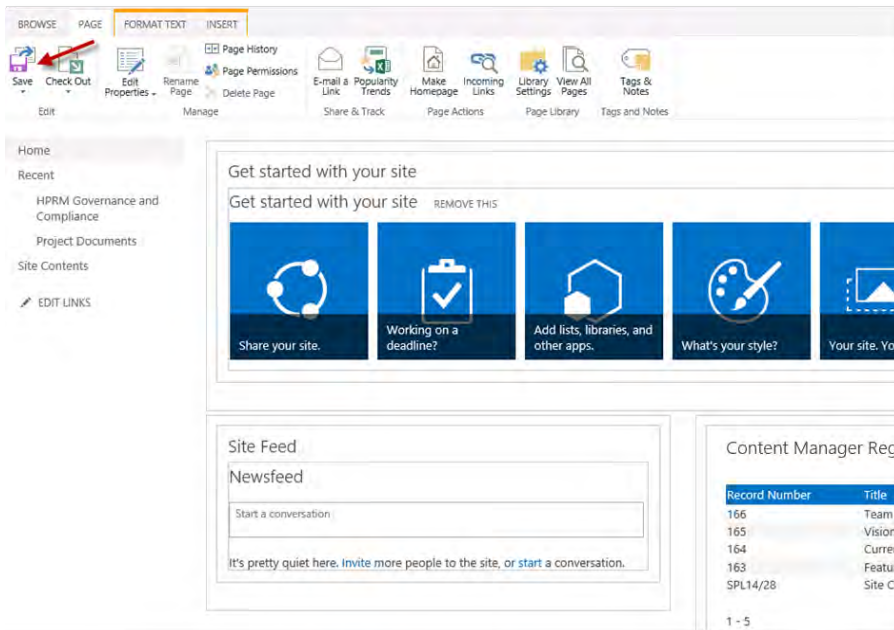 BROWSE PAGE FORMAT TEXT INSERT
Save
Check Out
Edit
Properties
Rename
Page
Page History
Page Permissions
Delete Page
E-mail a
Link
Popularity
Trends
Make
Homepage
Incoming
Links
Library
Settings
View All
Pages
Tags &
Notes
Edit
Manage
Share & Track
Page Actions
Page Library
Tags and Notes
Home
Recent
HPRM Governance and
Compliance
Project Documents
Site Contents
EDIT LINKS
Get started with your site
Get started with your site REMOVE THIS
Share your site.
Working on a
deadline?
Add lists, libraries, and
other apps.
What's your style?
Your site. Yo
Site Feed
Newsfeed
Start a conversation
It's pretty quiet here. Invite more people to the site, or start a conversation.
Content Manager Reg
Record Number Title
166 Team
165 Vision
164 Curre
163 Featu
SPL14/28 Site C
1 - 5